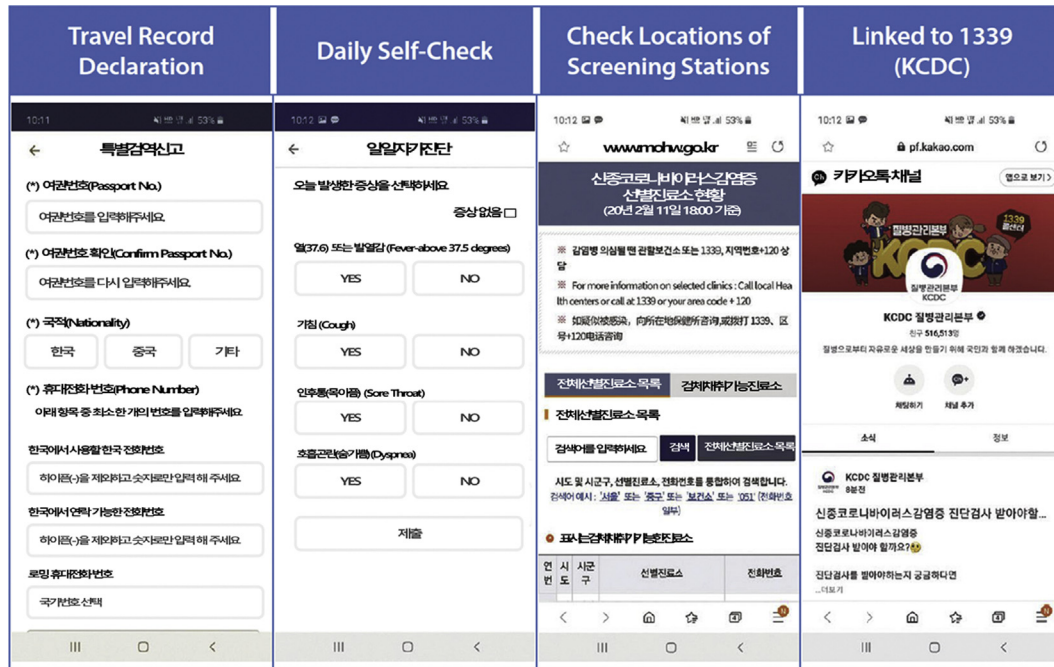 Travel Record
Declaration
10:11
53%
특별검역신고
(*) 여권번호(Passport No.)
여권번호를 입력해주세요.
(*) 여권번호 확인(Confirm Passport No.)
여권번호를 다시 입력해주세요.
(*) 국적(Nationality)
한국
중국
기타
(*) 휴대전화 번호(Phone Number)
아래 항목 중 최소 한 개의 번호를 입력해주세요
한국에서 사용할 한국 전화번호
하이픈(-)을 제외하고 숫자로만 입력 해 주세요
한국에서 연락 가능한 전화번호
하이픈(-)을 제외하고 숫자로만 입력 해 주세요
로밍 휴대전화 번호
국가번호 선택
Daily Self-Check
10:12
53%
일일자가진단
오늘 발생한 증상을 선택하세요
증상 없음
열(37.6) 또는 발열감 (Fever-above 37.5 degrees)
YES
NO
기침 (Cough)
YES
NO
인후통(목아픔) (Sore Throat)
YES
NO
호흡곤란(숨가쁨)(Dyspnea)
YES
NO
제출
Check Locations of
Screening Stations
10:12
53%
www.mohw.go.kr
신종코로나바이러스감염증
선별진료소 현황
(20년 2월 11일 18:00 기준)
※ 감염병 의심될 땐 관할보건소 또는 1339, 지역번호+120 상
담
※ For more information on selected clinics : Call local Hea
lth centers or call at 1339 or your area code + 120
※ 如疑似被感染，向所在地保健所咨询,或拨打 1339、区
号+120电话咨询
전체선별진료소 목록
검체채취가능진료소
전체선별진료소 목록
검색어를 입력하세요
검색
전체선별진료소 목록
시도 및 시군구, 선별진료소, 전화번호를 통합하여 검색합니다.
검색어 예시 : '서울' 또는 '중구' 또는 '보건소' 또는 '051' (전화번호
일부)
표시는 검체채취가 가능한 진료소
연번
시도
시군구
선별진료소
전화번호
Linked to 1339
(KCDC)
10:12
53%
pf.kakao.com
Ch 카카오톡 채널
앱으로 보기 >
질병관리본부
KCDC
1339
콜센터
질병관리본부
KCDC
KCDC 질병관리본부
친구 516,513명
질병으로부터 자유로운 세상을 만들기 위해 국민과 함께 하겠습니다.
채팅하기
채널 추가
소식
정보
KCDC 질병관리본부
8분전
신종코로나바이러스감염증 진단검사 받아야할...
신종코로나바이러스감염증
진단검사 받아야 할까요?
진단검사를 받아야하는지 궁금하다면
...더보기